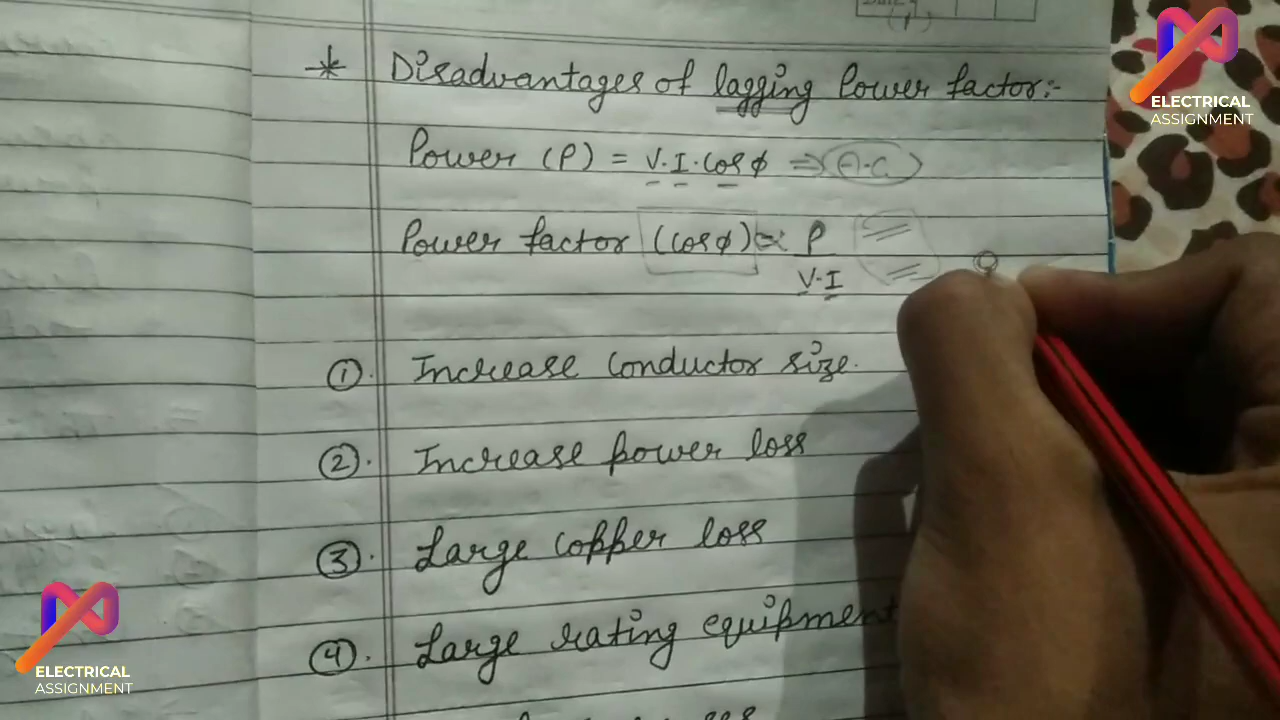 * Disadvantages of lagging Power factor:-
Power (P) = V.I.cosφ ⇒ (A.C)
Power factor (cosφ) ∝ P
V.I
① Increase Conductor size.
② Increase power loss
③ Large copper loss
④ Large rating equipment
ELECTRICAL
ASSIGNMENT
ELECTRICAL
ASSIGNMENT